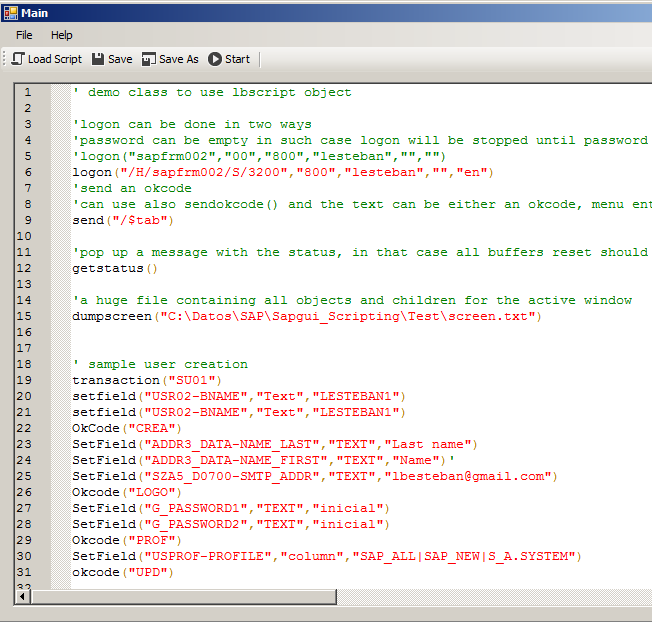 Main
File Help
Load Script Save Save As Start
1 ' demo class to use lbscript object
2
3 'logon can be done in two ways
4 'password can be empty in such case logon will be stopped until password
5 'logon("sapfrm002","00","800","lesteban","","")
6 logon("/H/sapfrm002/S/3200","800","lesteban","","en")
7 'send an okcode
8 'can use also sendokcode() and the text can be either an okcode, menu ent
9 send("/$tab")
10
11 'pop up a message with the status, in that case all buffers reset should
12 getstatus()
13
14 'a huge file containing all objects and children for the active window
15 dumpscreen("C:\Datos\SAP\Sapgui_Scripting\Test\screen.txt")
16
17
18 ' sample user creation
19 transaction("SU01")
20 setfield("USR02-BNAME","Text","LESTEBAN1")
21 setfield("USR02-BNAME","Text","LESTEBAN1")
22 OkCode("CREA")
23 SetField("ADDR3_DATA-NAME_LAST","TEXT","Last name")
24 SetField("ADDR3_DATA-NAME_FIRST","TEXT","Name")'
25 SetField("SZA5_D0700-SMTP_ADDR","TEXT","lbesteban@gmail.com")
26 Okcode("LOGO")
27 SetField("G_PASSWORD1","TEXT","inicial")
28 SetField("G_PASSWORD2","TEXT","inicial")
29 Okcode("PROF")
30 SetField("USPROF-PROFILE","column","SAP_ALL|SAP_NEW|S_A.SYSTEM")
31 okcode("UPD")
32